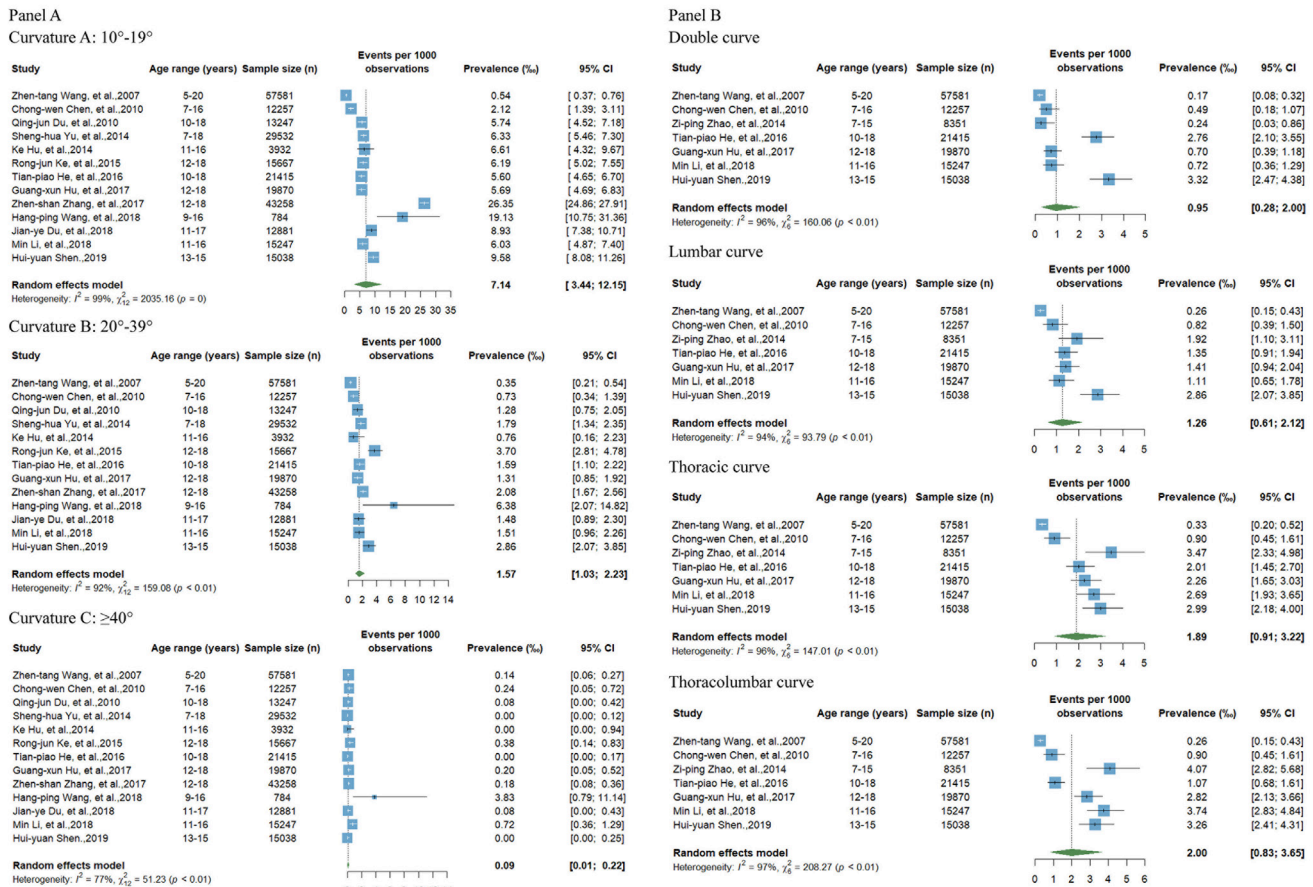 Panel A
Curvature A: 10°-19°
Study Age range (years) Sample size (n) Events per 1000 observations Prevalence (‰) 95% CI
Zhen-tang Wang, et al.,2007 5-20 57581 0.54 [ 0.37; 0.76]
Chong-wen Chen, et al.,2010 7-16 12257 2.12 [ 1.39; 3.11]
Qing-jun Du, et al.,2010 10-18 13247 5.74 [ 4.52; 7.18]
Sheng-hua Yu, et al.,2014 7-18 29532 6.33 [ 5.46; 7.30]
Ke Hu, et al.,2014 11-16 3932 6.61 [ 4.32; 9.67]
Rong-jun Ke, et al.,2015 12-18 15667 6.19 [ 5.02; 7.55]
Tian-piao He, et al.,2016 10-18 21415 5.60 [ 4.65; 6.70]
Guang-xun Hu, et al.,2017 12-18 19870 5.69 [ 4.69; 6.83]
Zhen-shan Zhang, et al.,2017 12-18 43258 26.35 [24.86; 27.91]
Hang-ping Wang, et al.,2018 9-16 784 19.13 [10.75; 31.36]
Jian-ye Du, et al.,2018 11-17 12881 8.93 [ 7.38; 10.71]
Min Li, et al.,2018 11-16 15247 6.03 [ 4.87; 7.40]
Hui-yuan Shen.,2019 13-15 15038 9.58 [ 8.08; 11.26]
Random effects model 7.14 [ 3.44; 12.15]
Heterogeneity: I² = 99%, χ²₁₂ = 2035.16 (p = 0)
0 5 10 15 20 25 30 35
Curvature B: 20°-39°
Study Age range (years) Sample size (n) Events per 1000 observations Prevalence (‰) 95% CI
Zhen-tang Wang, et al.,2007 5-20 57581 0.35 [0.21; 0.54]
Chong-wen Chen, et al.,2010 7-16 12257 0.73 [0.34; 1.39]
Qing-jun Du, et al.,2010 10-18 13247 1.28 [0.75; 2.05]
Sheng-hua Yu, et al.,2014 7-18 29532 1.79 [1.34; 2.35]
Ke Hu, et al.,2014 11-16 3932 0.76 [0.16; 2.23]
Rong-jun Ke, et al.,2015 12-18 15667 3.70 [2.81; 4.78]
Tian-piao He, et al.,2016 10-18 21415 1.59 [1.10; 2.22]
Guang-xun Hu, et al.,2017 12-18 19870 1.31 [0.85; 1.92]
Zhen-shan Zhang, et al.,2017 12-18 43258 2.08 [1.67; 2.56]
Hang-ping Wang, et al.,2018 9-16 784 6.38 [2.07; 14.82]
Jian-ye Du, et al.,2018 11-17 12881 1.48 [0.89; 2.30]
Min Li, et al.,2018 11-16 15247 1.51 [0.96; 2.26]
Hui-yuan Shen.,2019 13-15 15038 2.86 [2.07; 3.85]
Random effects model 1.57 [1.03; 2.23]
Heterogeneity: I² = 92%, χ²₁₂ = 159.08 (p < 0.01)
0 2 4 6 8 10 12 14
Curvature C: ≥40°
Study Age range (years) Sample size (n) Events per 1000 observations Prevalence (‰) 95% CI
Zhen-tang Wang, et al.,2007 5-20 57581 0.14 [0.06; 0.27]
Chong-wen Chen, et al.,2010 7-16 12257 0.24 [0.05; 0.72]
Qing-jun Du, et al.,2010 10-18 13247 0.08 [0.00; 0.42]
Sheng-hua Yu, et al.,2014 7-18 29532 0.00 [0.00; 0.12]
Ke Hu, et al.,2014 11-16 3932 0.00 [0.00; 0.94]
Rong-jun Ke, et al.,2015 12-18 15667 0.38 [0.14; 0.83]
Tian-piao He, et al.,2016 10-18 21415 0.00 [0.00; 0.17]
Guang-xun Hu, et al.,2017 12-18 19870 0.20 [0.05; 0.52]
Zhen-shan Zhang, et al.,2017 12-18 43258 0.18 [0.08; 0.36]
Hang-ping Wang, et al.,2018 9-16 784 3.83 [0.79; 11.14]
Jian-ye Du, et al.,2018 11-17 12881 0.08 [0.00; 0.43]
Min Li, et al.,2018 11-16 15247 0.72 [0.36; 1.29]
Hui-yuan Shen.,2019 13-15 15038 0.00 [0.00; 0.25]
Random effects model 0.09 [0.01; 0.22]
Heterogeneity: I² = 77%, χ²₁₂ = 51.23 (p < 0.01)
0 2 4 6 8 10
Panel B
Double curve
Study Age range (years) Sample size (n) Events per 1000 observations Prevalence (‰) 95% CI
Zhen-tang Wang, et al.,2007 5-20 57581 0.17 [0.08; 0.32]
Chong-wen Chen, et al.,2010 7-16 12257 0.49 [0.18; 1.07]
Zi-ping Zhao, et al.,2014 7-15 8351 0.24 [0.03; 0.86]
Tian-piao He, et al.,2016 10-18 21415 2.76 [2.10; 3.55]
Guang-xun Hu, et al.,2017 12-18 19870 0.70 [0.39; 1.18]
Min Li, et al.,2018 11-16 15247 0.72 [0.36; 1.29]
Hui-yuan Shen.,2019 13-15 15038 3.32 [2.47; 4.38]
Random effects model 0.95 [0.28; 2.00]
Heterogeneity: I² = 96%, χ²₆ = 160.06 (p < 0.01)
0 1 2 3 4 5
Lumbar curve
Study Age range (years) Sample size (n) Events per 1000 observations Prevalence (‰) 95% CI
Zhen-tang Wang, et al.,2007 5-20 57581 0.26 [0.15; 0.43]
Chong-wen Chen, et al.,2010 7-16 12257 0.82 [0.39; 1.50]
Zi-ping Zhao, et al.,2014 7-15 8351 1.92 [1.10; 3.11]
Tian-piao He, et al.,2016 10-18 21415 1.35 [0.91; 1.94]
Guang-xun Hu, et al.,2017 12-18 19870 1.41 [0.94; 2.04]
Min Li, et al.,2018 11-16 15247 1.11 [0.65; 1.78]
Hui-yuan Shen.,2019 13-15 15038 2.86 [2.07; 3.85]
Random effects model 1.26 [0.61; 2.12]
Heterogeneity: I² = 94%, χ²₆ = 93.79 (p < 0.01)
0 1 2 3 4 5
Thoracic curve
Study Age range (years) Sample size (n) Events per 1000 observations Prevalence (‰) 95% CI
Zhen-tang Wang, et al.,2007 5-20 57581 0.33 [0.20; 0.52]
Chong-wen Chen, et al.,2010 7-16 12257 0.90 [0.45; 1.61]
Zi-ping Zhao, et al.,2014 7-15 8351 3.47 [2.33; 4.98]
Tian-piao He, et al.,2016 10-18 21415 2.01 [1.45; 2.70]
Guang-xun Hu, et al.,2017 12-18 19870 2.26 [1.65; 3.03]
Min Li, et al.,2018 11-16 15247 2.69 [1.93; 3.65]
Hui-yuan Shen.,2019 13-15 15038 2.99 [2.18; 4.00]
Random effects model 1.89 [0.91; 3.22]
Heterogeneity: I² = 96%, χ²₆ = 147.01 (p < 0.01)
0 1 2 3 4 5
Thoracolumbar curve
Study Age range (years) Sample size (n) Events per 1000 observations Prevalence (‰) 95% CI
Zhen-tang Wang, et al.,2007 5-20 57581 0.26 [0.15; 0.43]
Chong-wen Chen, et al.,2010 7-16 12257 0.90 [0.45; 1.61]
Zi-ping Zhao, et al.,2014 7-15 8351 4.07 [2.82; 5.68]
Tian-piao He, et al.,2016 10-18 21415 1.07 [0.68; 1.61]
Guang-xun Hu, et al.,2017 12-18 19870 2.82 [2.13; 3.66]
Min Li, et al.,2018 11-16 15247 3.74 [2.83; 4.84]
Hui-yuan Shen.,2019 13-15 15038 3.26 [2.41; 4.31]
Random effects model 2.00 [0.83; 3.65]
Heterogeneity: I² = 97%, χ²₆ = 208.27 (p < 0.01)
0 1 2 3 4 5 6